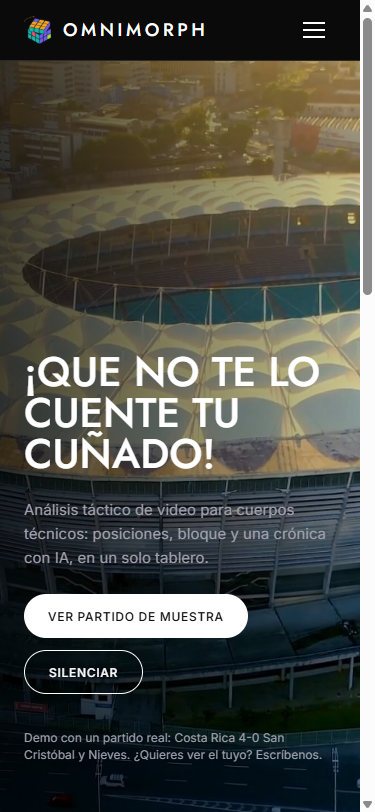 OMNIMORPH
¡QUE NO TE LO
CUENTE TU
CUÑADO!
Análisis táctico de video para cuerpos
técnicos: posiciones, bloque y una crónica
con IA, en un solo tablero.
VER PARTIDO DE MUESTRA
SILENCIAR
Demo con un partido real: Costa Rica 4-0 San
Cristóbal y Nieves. ¿Quieres ver el tuyo? Escríbenos.